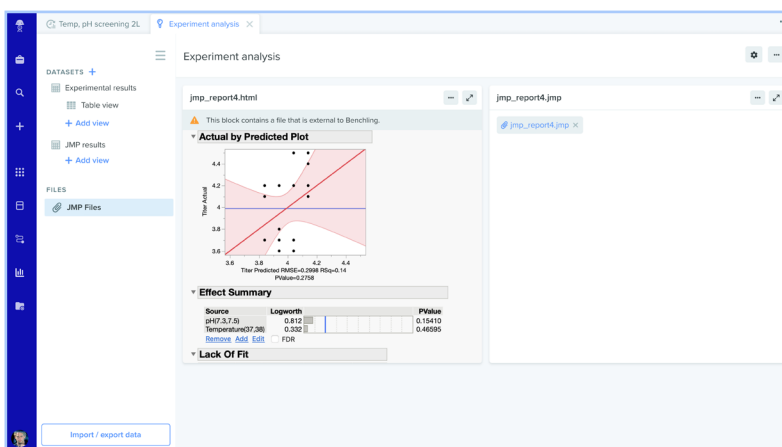 Temp, pH screening 2L
Experiment analysis
DATASETS +
Experimental results
Table view
+ Add view
JMP results
+ Add view
FILES
JMP Files
Import / export data
Experiment analysis
jmp_report4.html
This block contains a file that is external to Benchling.
Actual by Predicted Plot
Titer Actual
4.4
4.2
4
3.8
3.6
3.6 3.8 4 4.2 4.4
Titer Predicted RMSE=0.2998 RSq=0.14
PValue=0.2758
Effect Summary
Source Logworth PValue
pH(7.3,7.5) 0.812 0.15410
Temperature(37,38) 0.332 0.46595
Remove Add Edit FDR
Lack Of Fit
jmp_report4.jmp
jmp_report4.jmp